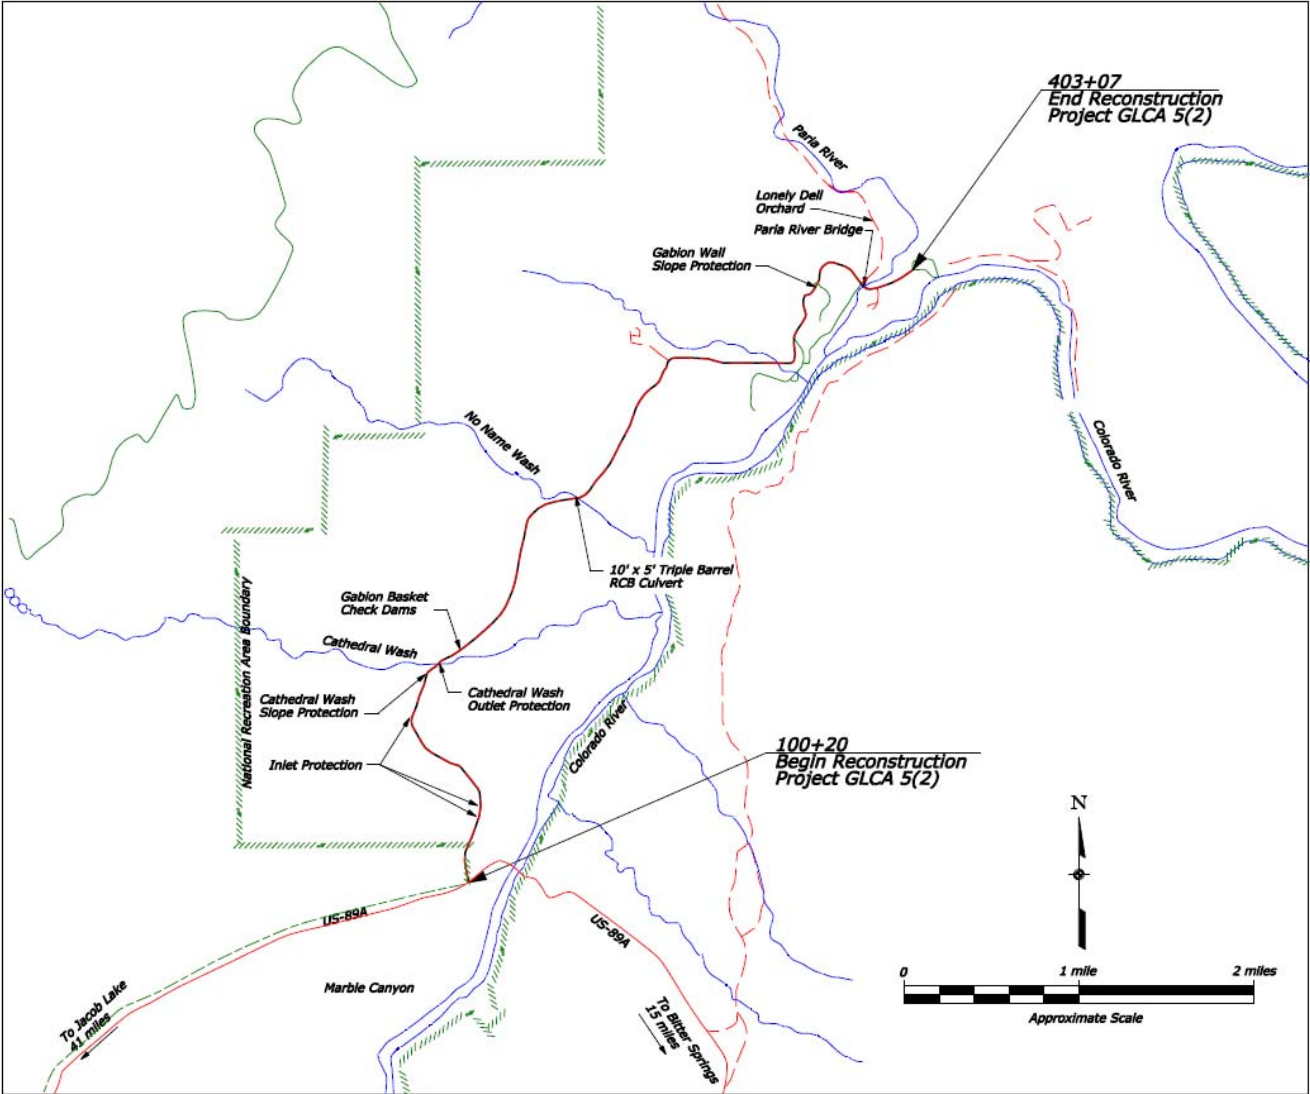 403+07
End Reconstruction
Project GLCA 5(2)
Paria River
Lonely Dell
Orchard
Paria River Bridge
Gabion Wall
Slope Protection
No Name Wash
Colorado River
10' x 5' Triple Barrel
RCB Culvert
Gabion Basket
Check Dams
Cathedral Wash
National Recreation Area Boundary
Cathedral Wash
Slope Protection
Cathedral Wash
Outlet Protection
Colorado River
Inlet Protection
100+20
Begin Reconstruction
Project GLCA 5(2)
N
US-89A
US-89A
Marble Canyon
To Jacob Lake
41 miles
To Bitter Springs
15 miles
0 1 mile 2 miles
Approximate Scale